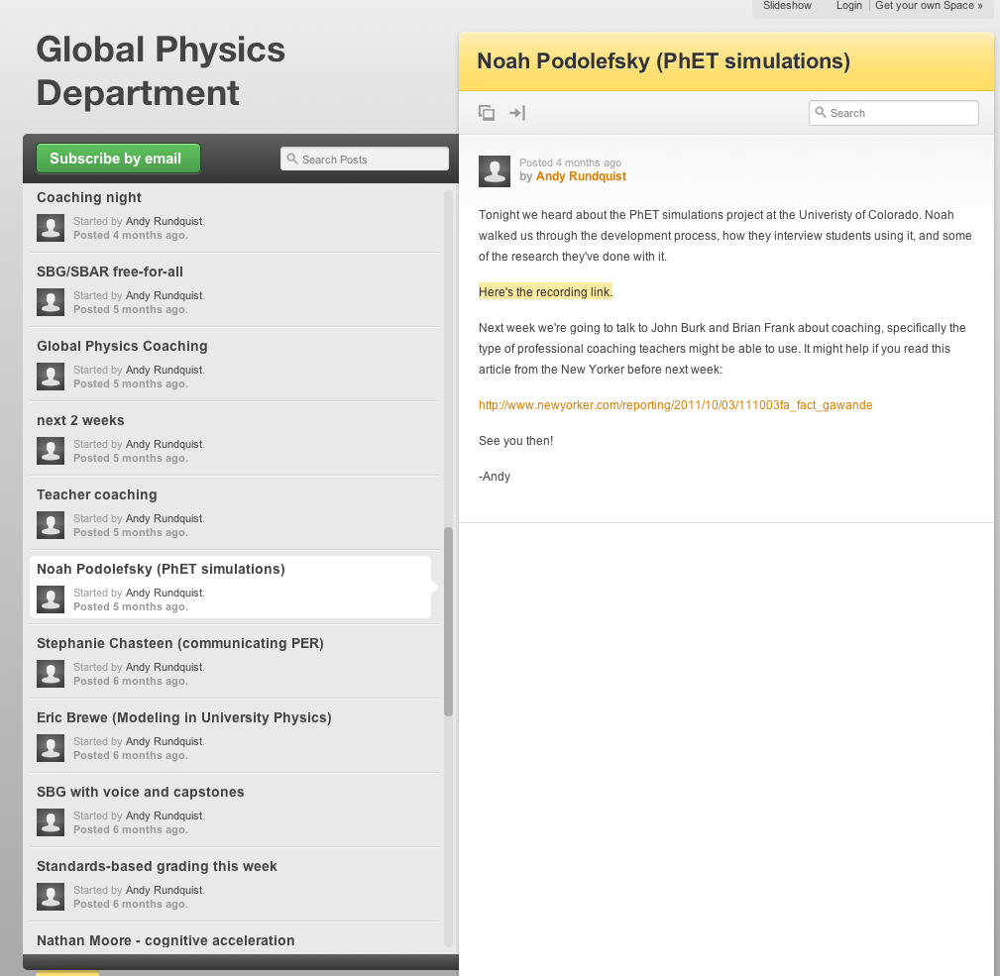 Slideshow
Login
Get your own Space »
Global Physics
Department
Subscribe by email
Search Posts
Coaching night
Started by Andy Rundquist.
Posted 4 months ago.
SBG/SBAR free-for-all
Started by Andy Rundquist.
Posted 5 months ago.
Global Physics Coaching
Started by Andy Rundquist.
Posted 5 months ago.
next 2 weeks
Started by Andy Rundquist.
Posted 5 months ago.
Teacher coaching
Started by Andy Rundquist.
Posted 5 months ago.
Noah Podolefsky (PhET simulations)
Started by Andy Rundquist.
Posted 5 months ago.
Stephanie Chasteen (communicating PER)
Started by Andy Rundquist.
Posted 6 months ago.
Eric Brewe (Modeling in University Physics)
Started by Andy Rundquist.
Posted 6 months ago.
SBG with voice and capstones
Started by Andy Rundquist.
Posted 6 months ago.
Standards-based grading this week
Started by Andy Rundquist.
Posted 6 months ago.
Nathan Moore - cognitive acceleration
Noah Podolefsky (PhET simulations)
Search
Posted 4 months ago
by Andy Rundquist
Tonight we heard about the PhET simulations project at the Univeristy of Colorado. Noah
walked us through the development process, how they interview students using it, and some
of the research they've done with it.
Here's the recording link.
Next week we're going to talk to John Burk and Brian Frank about coaching, specifically the
type of professional coaching teachers might be able to use. It might help if you read this
article from the New Yorker before next week:
http://www.newyorker.com/reporting/2011/10/03/111003fa_fact_gawande
See you then!
-Andy